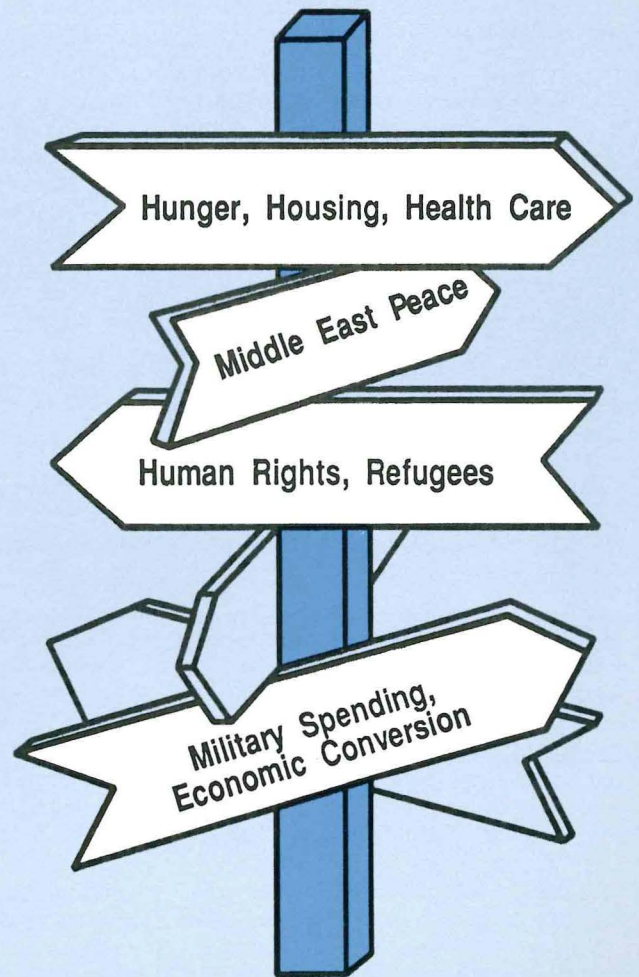 Hunger, Housing, Health Care
Middle East Peace
Human Rights, Refugees
Military Spending,
Economic Conversion